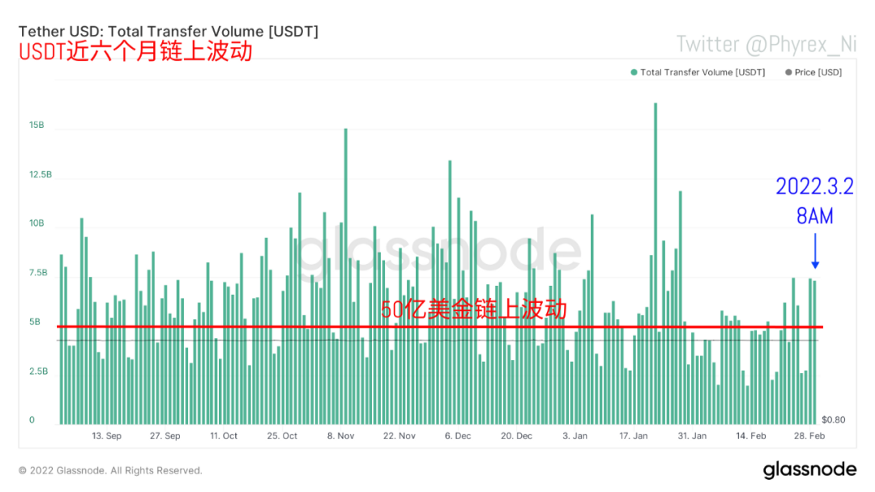 Tether USD: Total Transfer Volume [USDT]
USDT近六个月链上波动
Twitter @Phyrex_Ni
Total Transfer Volume [USDT]
Price [USD]
15B
12.5B
10B
7.5B
5B
2.5B
0
glassnode
2022.3.2
8AM
50亿美金链上波动
$0.80
13. Sep
27. Sep
11. Oct
25. Oct
8. Nov
22. Nov
6. Dec
20. Dec
3. Jan
17. Jan
31. Jan
14. Feb
28. Feb
© 2022 Glassnode. All Rights Reserved.
glassnode